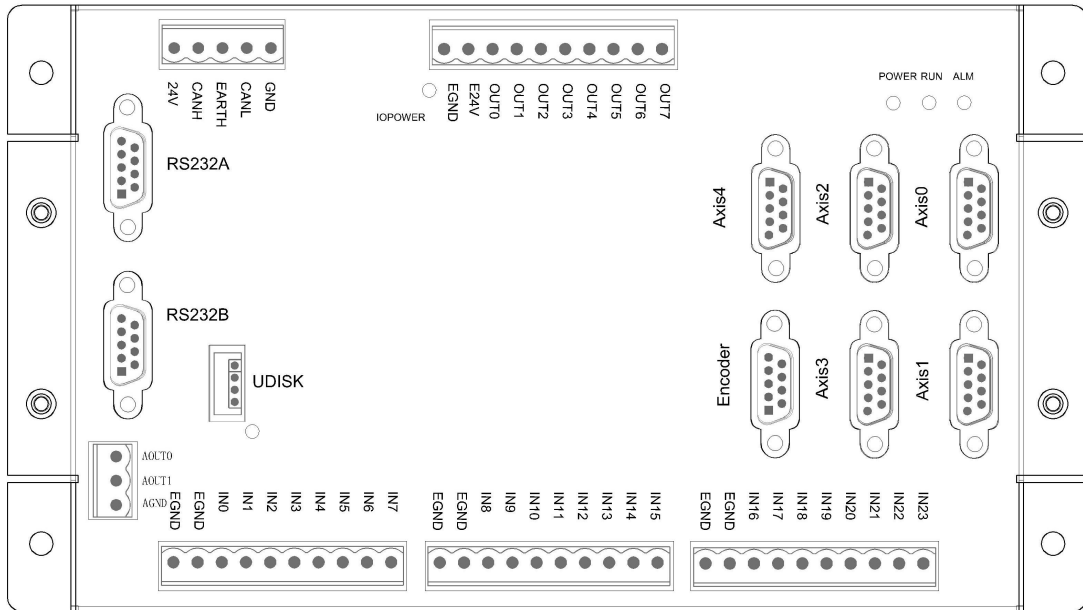 24V
CANH
EARTH
CANL
GND
IOPOWER
EGND
E24V
OUT0
OUT1
OUT2
OUT3
OUT4
OUT5
OUT6
OUT7
POWER RUN ALM
RS232A
Axis4
Axis2
Axis0
RS232B
UDISK
Encoder
Axis3
Axis1
AOUT0
AOUT1
AGND
EGND
EGND
IN0
IN1
IN2
IN3
IN4
IN5
IN6
IN7
EGND
EGND
IN8
IN9
IN10
IN11
IN12
IN13
IN14
IN15
EGND
EGND
IN16
IN17
IN18
IN19
IN20
IN21
IN22
IN23